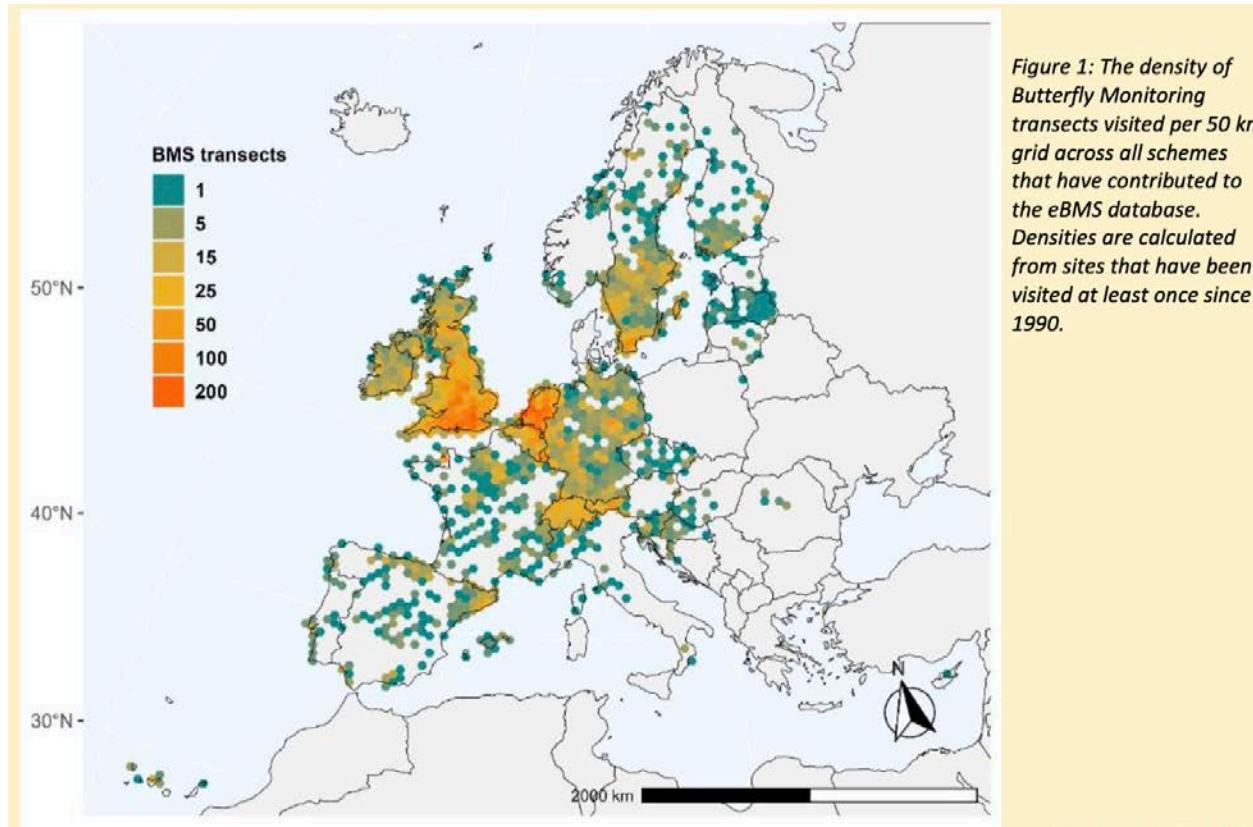 BMS transects
1
5
15
25
50
100
200
50°N
40°N
30°N
N
2000 km
Figure 1: The density of
Butterfly Monitoring
transects visited per 50 km
grid across all schemes
that have contributed to
the eBMS database.
Densities are calculated
from sites that have been
visited at least once since
1990.